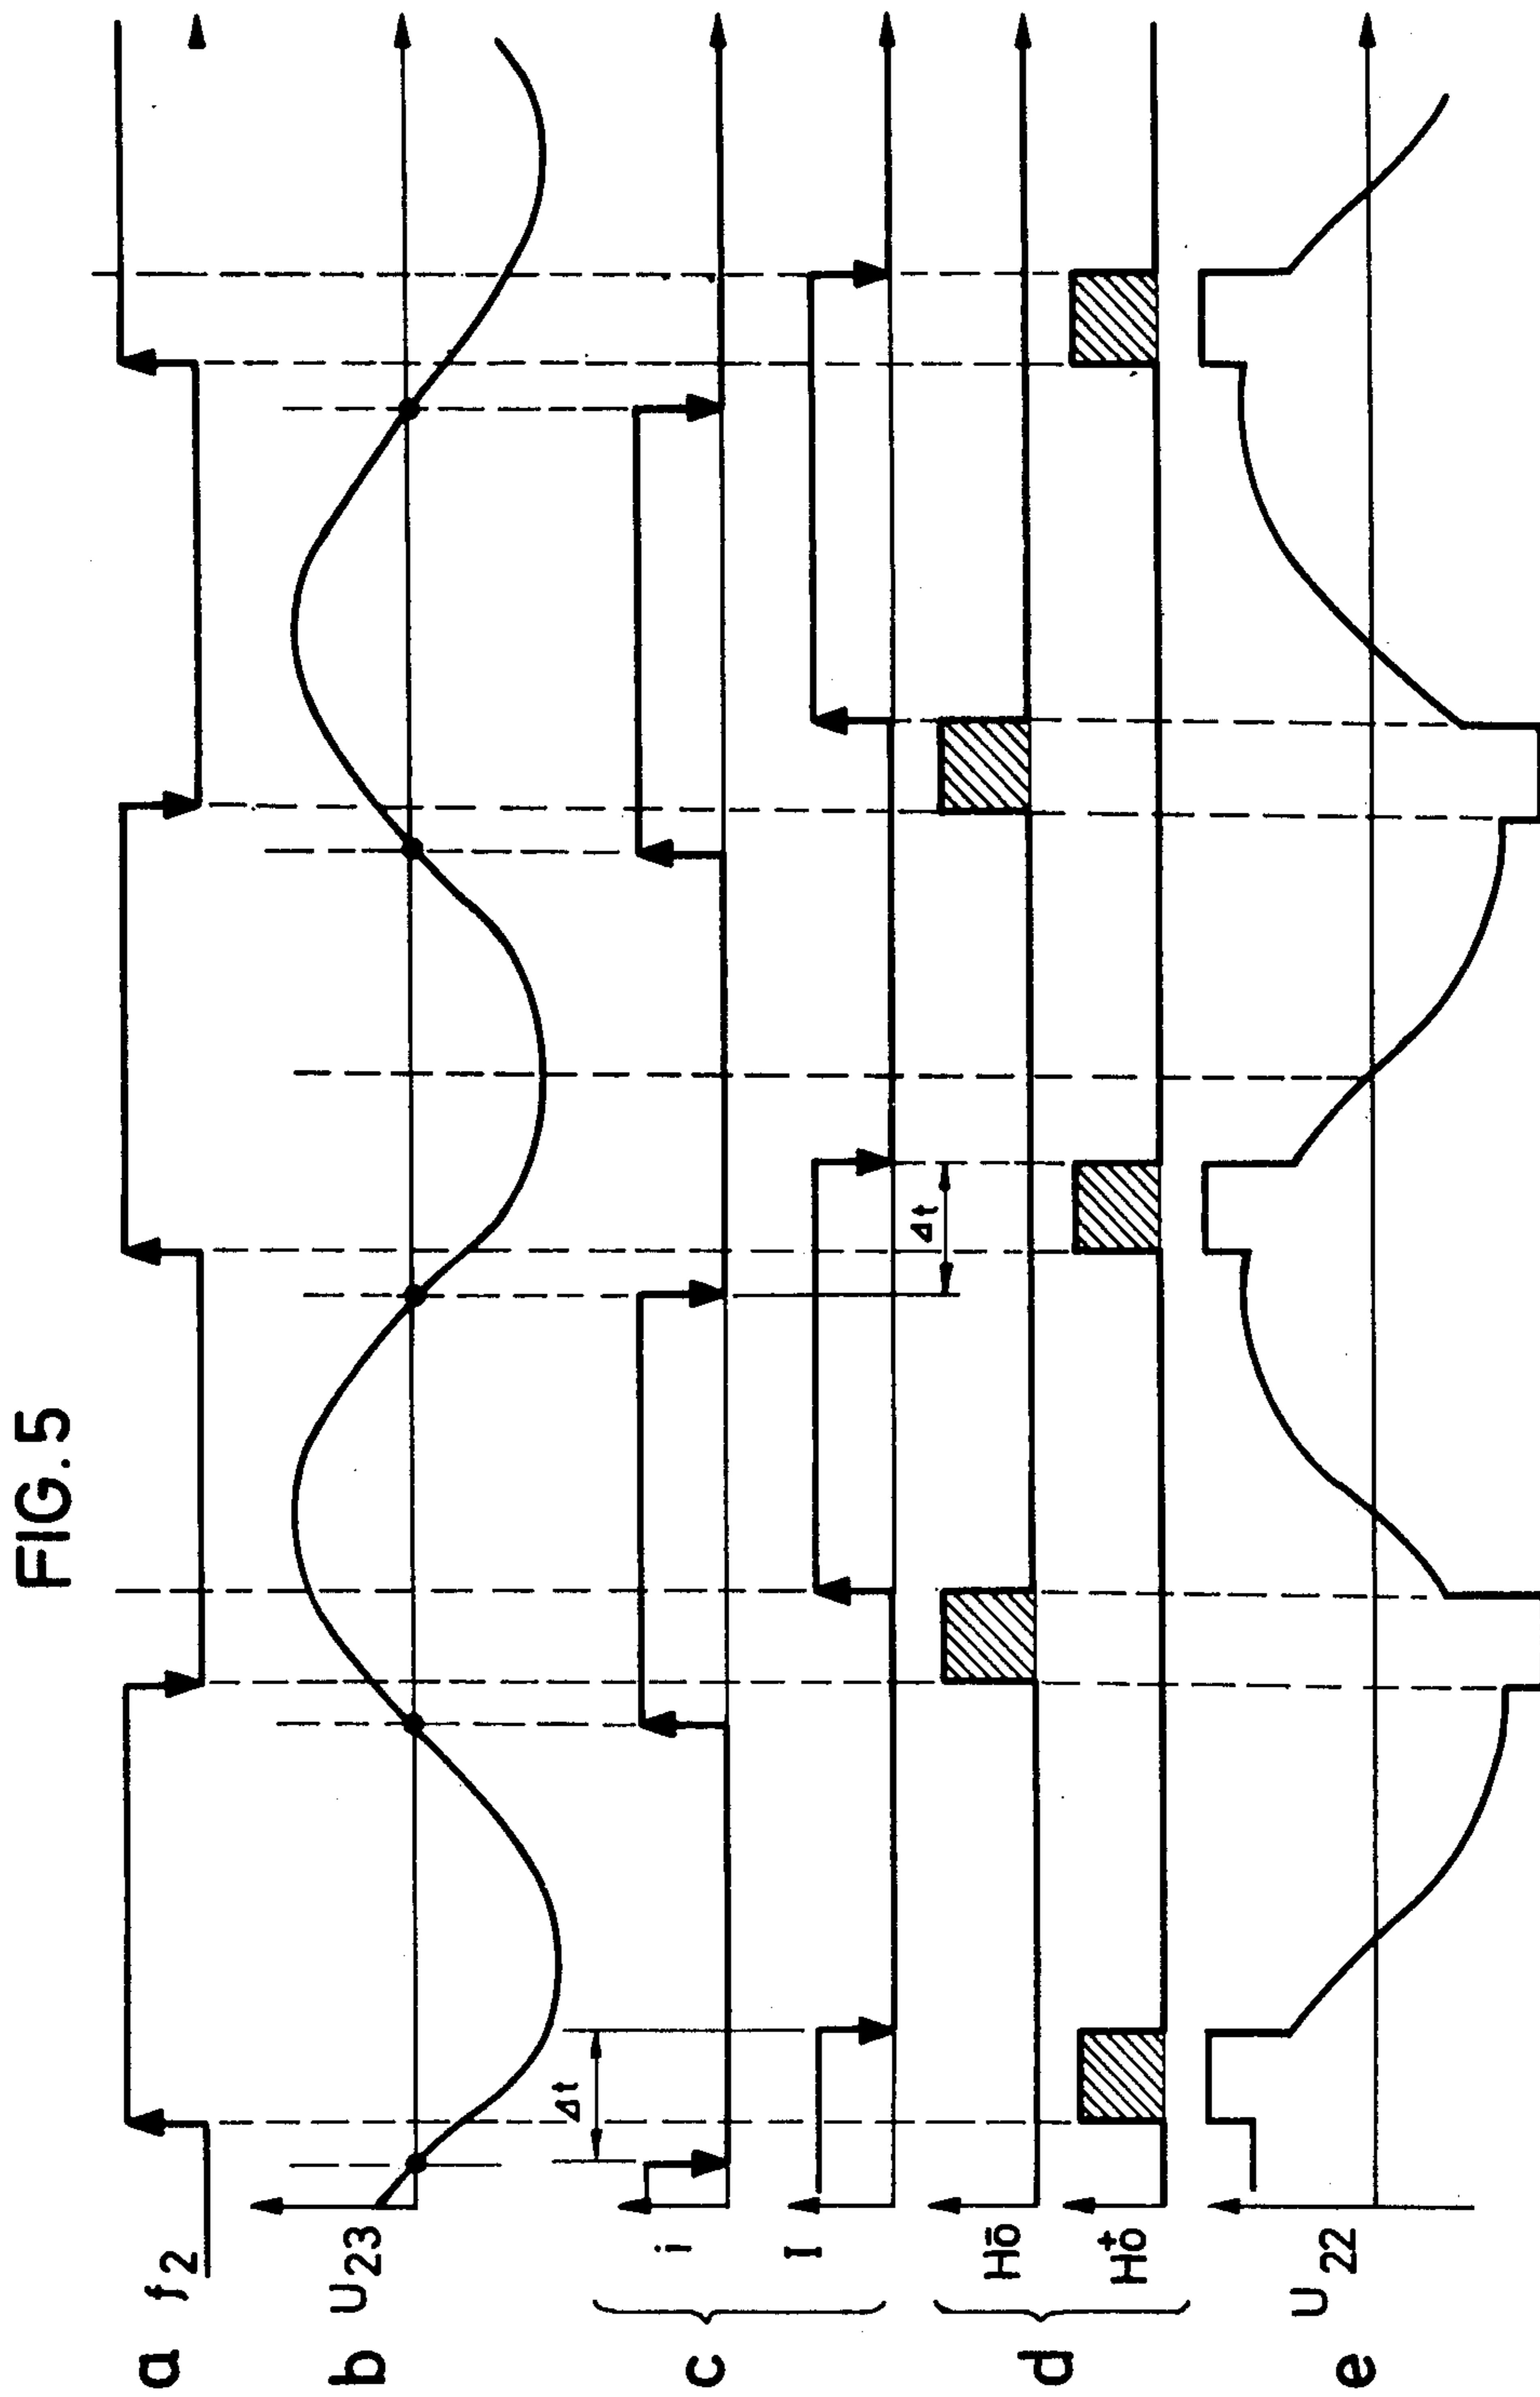 FIG. 5
a f2
b U23
c i
I
Δt
Δt
d Hō
Hō⁺
e U22